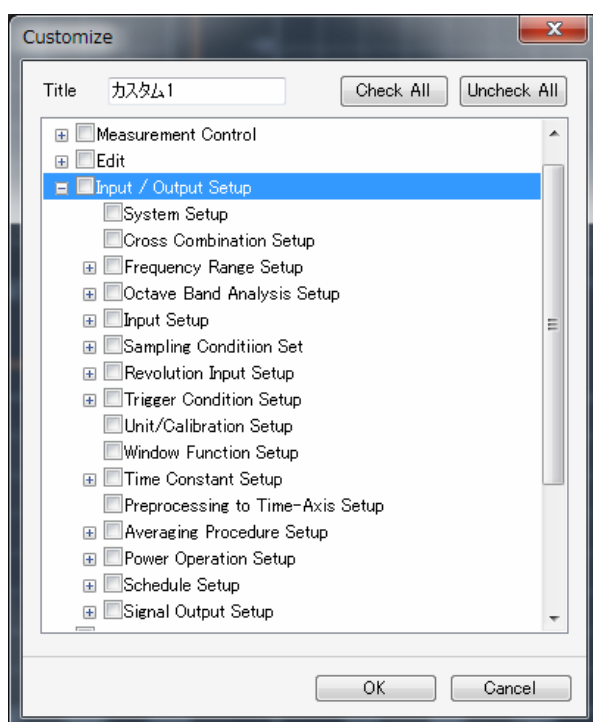 Customize
Title カスタム1 Check All Uncheck All
Measurement Control
Edit
Input / Output Setup
System Setup
Cross Combination Setup
Frequency Range Setup
Octave Band Analysis Setup
Input Setup
Sampling Conditiion Set
Revolution Input Setup
Trigger Condition Setup
Unit/Calibration Setup
Window Function Setup
Time Constant Setup
Preprocessing to Time-Axis Setup
Averaging Procedure Setup
Power Operation Setup
Schedule Setup
Signal Output Setup
OK Cancel